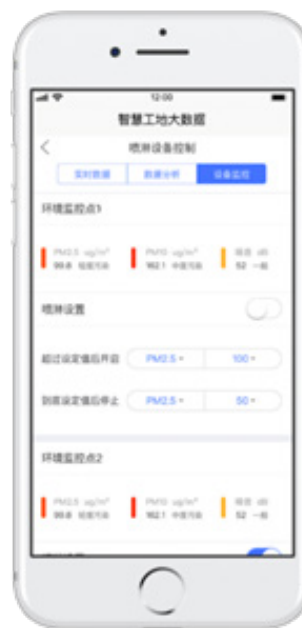 12:00
智慧工地大数据
喷淋设备控制
实时数据 数据分析 设备监控
环境监控点1
PM2.5 ug/m³ PM10 ug/m³ 噪音 dB
99.8 轻度污染 162.1 中度污染 52 一般
喷淋设置
超过设定值后开启 PM2.5 100
到底设定值后停止 PM2.5 50
环境监控点2
PM2.5 ug/m³ PM10 ug/m³ 噪音 dB
99.8 轻度污染 162.1 中度污染 52 一般